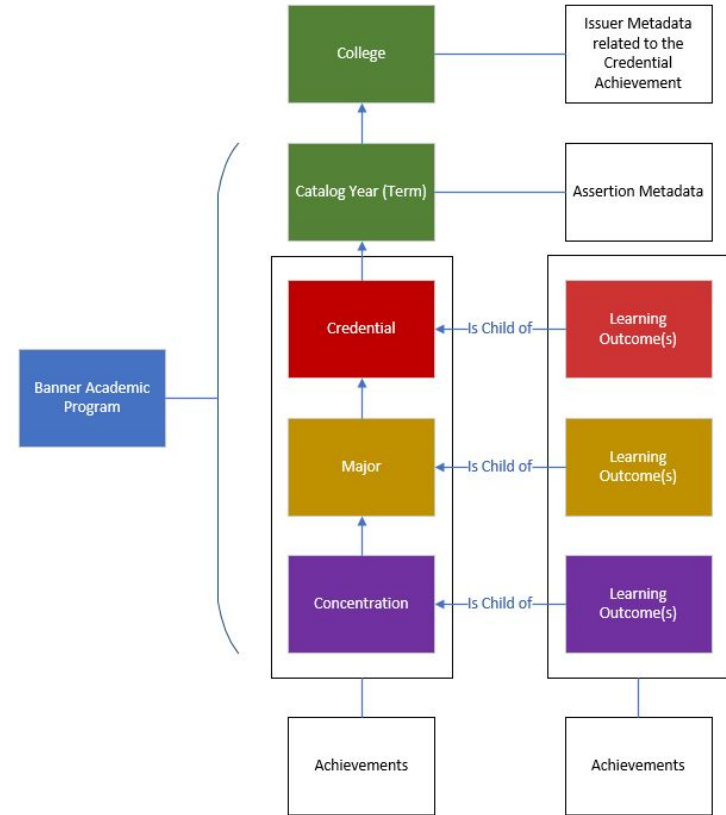 College
Issuer Metadata
related to the
Credential
Achievement
Catalog Year (Term)
Assertion Metadata
Credential
Is Child of
Learning
Outcome(s)
Banner Academic
Program
Major
Is Child of
Learning
Outcome(s)
Concentration
Is Child of
Learning
Outcome(s)
Achievements
Achievements